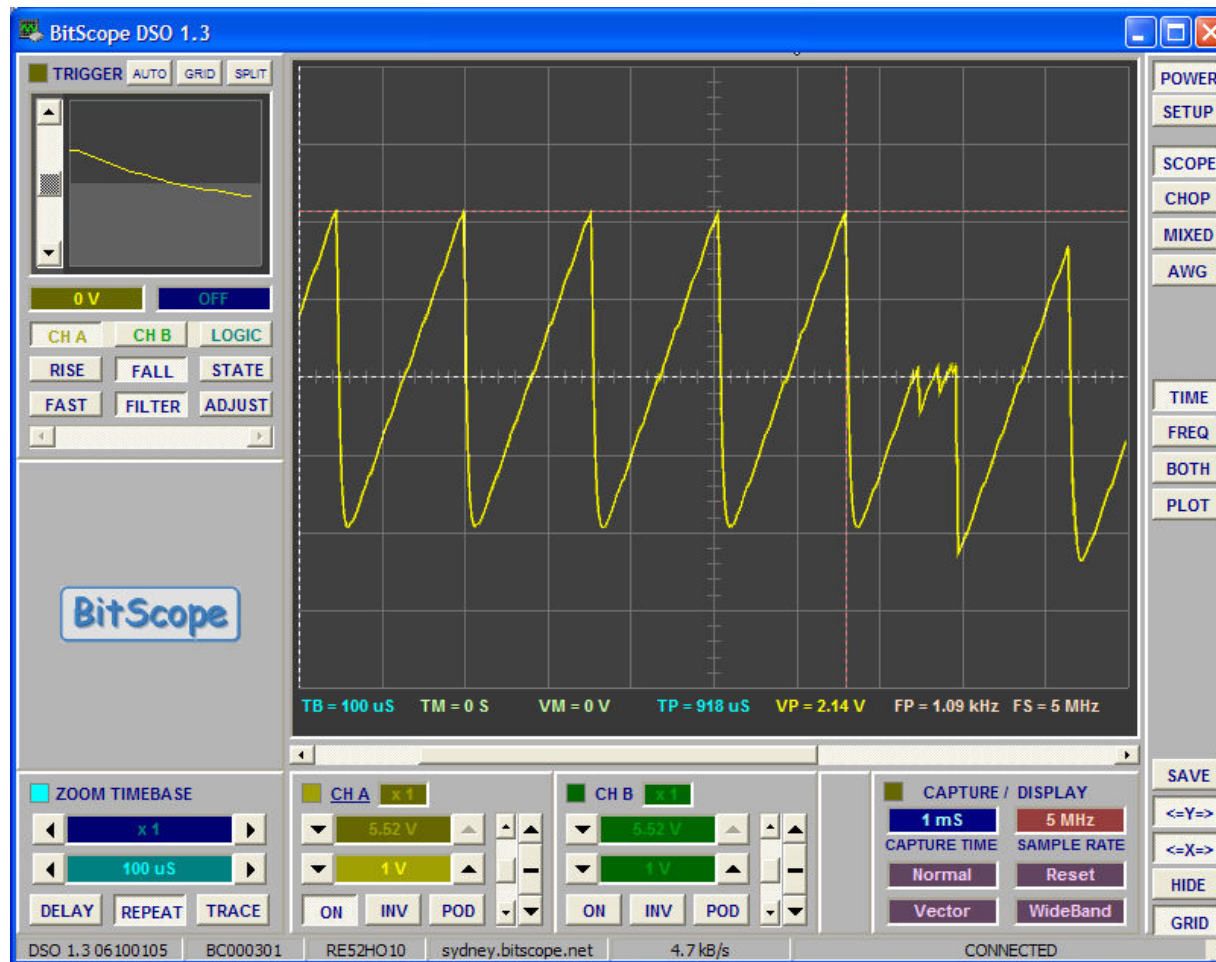 BitScope DSO 1.3
TRIGGER AUTO GRID SPLIT
0 V OFF
CH A CH B LOGIC
RISE FALL STATE
FAST FILTER ADJUST
BitScope
TB = 100 uS TM = 0 S VM = 0 V TP = 918 uS VP = 2.14 V FP = 1.09 kHz FS = 5 MHz
POWER
SETUP
SCOPE
CHOP
MIXED
AWG
TIME
FREQ
BOTH
PLOT
SAVE
<=Y=>
<=X=>
HIDE
GRID
ZOOM TIMEBASE
x 1
100 uS
DELAY REPEAT TRACE
CH A x 1
5.52 V
1 V
ON INV POD
CH B x 1
5.52 V
1 V
ON INV POD
CAPTURE / DISPLAY
1 mS 5 MHz
CAPTURE TIME SAMPLE RATE
Normal Reset
Vector WideBand
DSO 1.3 06100105 BC000301 RE52HO10 sydney.bitscope.net 4.7 kB/s CONNECTED